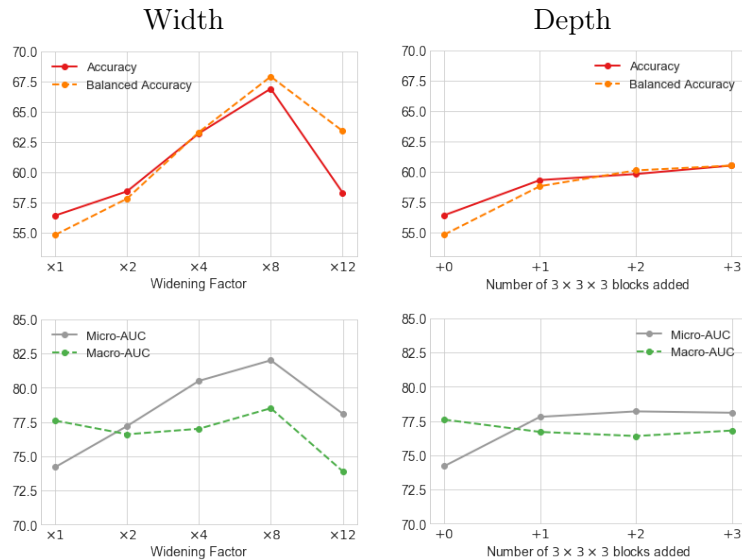 Width
70.0
67.5
65.0
62.5
60.0
57.5
55.0
Accuracy
Balanced Accuracy
×1 ×2 ×4 ×8 ×12
Widening Factor
Depth
70.0
67.5
65.0
62.5
60.0
57.5
55.0
Accuracy
Balanced Accuracy
+0 +1 +2 +3
Number of 3 × 3 × 3 blocks added
85.0
82.5
80.0
77.5
75.0
72.5
70.0
Micro-AUC
Macro-AUC
×1 ×2 ×4 ×8 ×12
Widening Factor
85.0
82.5
80.0
77.5
75.0
72.5
70.0
Micro-AUC
Macro-AUC
+0 +1 +2 +3
Number of 3 × 3 × 3 blocks added